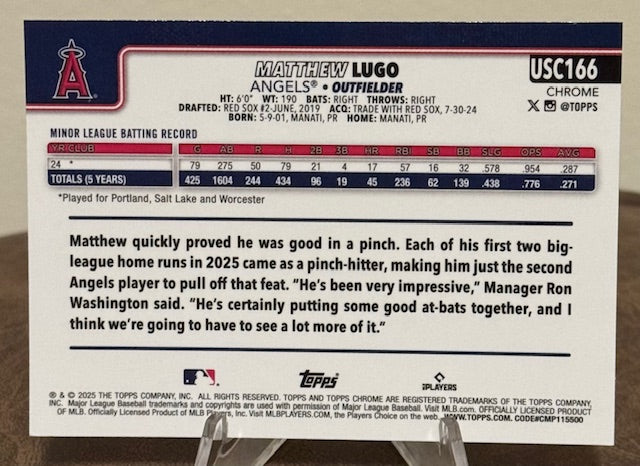 A
MATTHEW LUGO
ANGELS® • OUTFIELDER
HT: 6'0" WT: 190 BATS: RIGHT THROWS: RIGHT
DRAFTED: RED SOX #2-JUNE, 2019 ACQ: TRADE WITH RED SOX, 7-30-24
BORN: 5-9-01, MANATI, PR HOME: MANATI, PR
USC166
CHROME
X @TOPPS
MINOR LEAGUE BATTING RECORD
YR CLUB G AB R H 2B 3B HR RBI SB BB SLG OPS AVG
24 * 79 275 50 79 21 4 17 57 16 32 .578 .954 .287
TOTALS (5 YEARS) 425 1604 244 434 96 19 45 236 62 139 .438 .776 .271
*Played for Portland, Salt Lake and Worcester
Matthew quickly proved he was good in a pinch. Each of his first two big-
league home runs in 2025 came as a pinch-hitter, making him just the second
Angels player to pull off that feat. "He's been very impressive," Manager Ron
Washington said. "He's certainly putting some good at-bats together, and I
think we're going to have to see a lot more of it."
MLB Topps PLAYERS
® & © 2025 THE TOPPS COMPANY, INC. ALL RIGHTS RESERVED. TOPPS AND TOPPS CHROME ARE REGISTERED TRADEMARKS OF THE TOPPS COMPANY,
INC. Major League Baseball trademarks and copyrights are used with permission of Major League Baseball. Visit MLB.com. OFFICIALLY LICENSED PRODUCT
OF MLB. Officially Licensed Product of MLB Players, Inc. Visit MLBPLAYERS.COM, the Players Choice on the web. WWW.TOPPS.COM. CODE#CMP115500